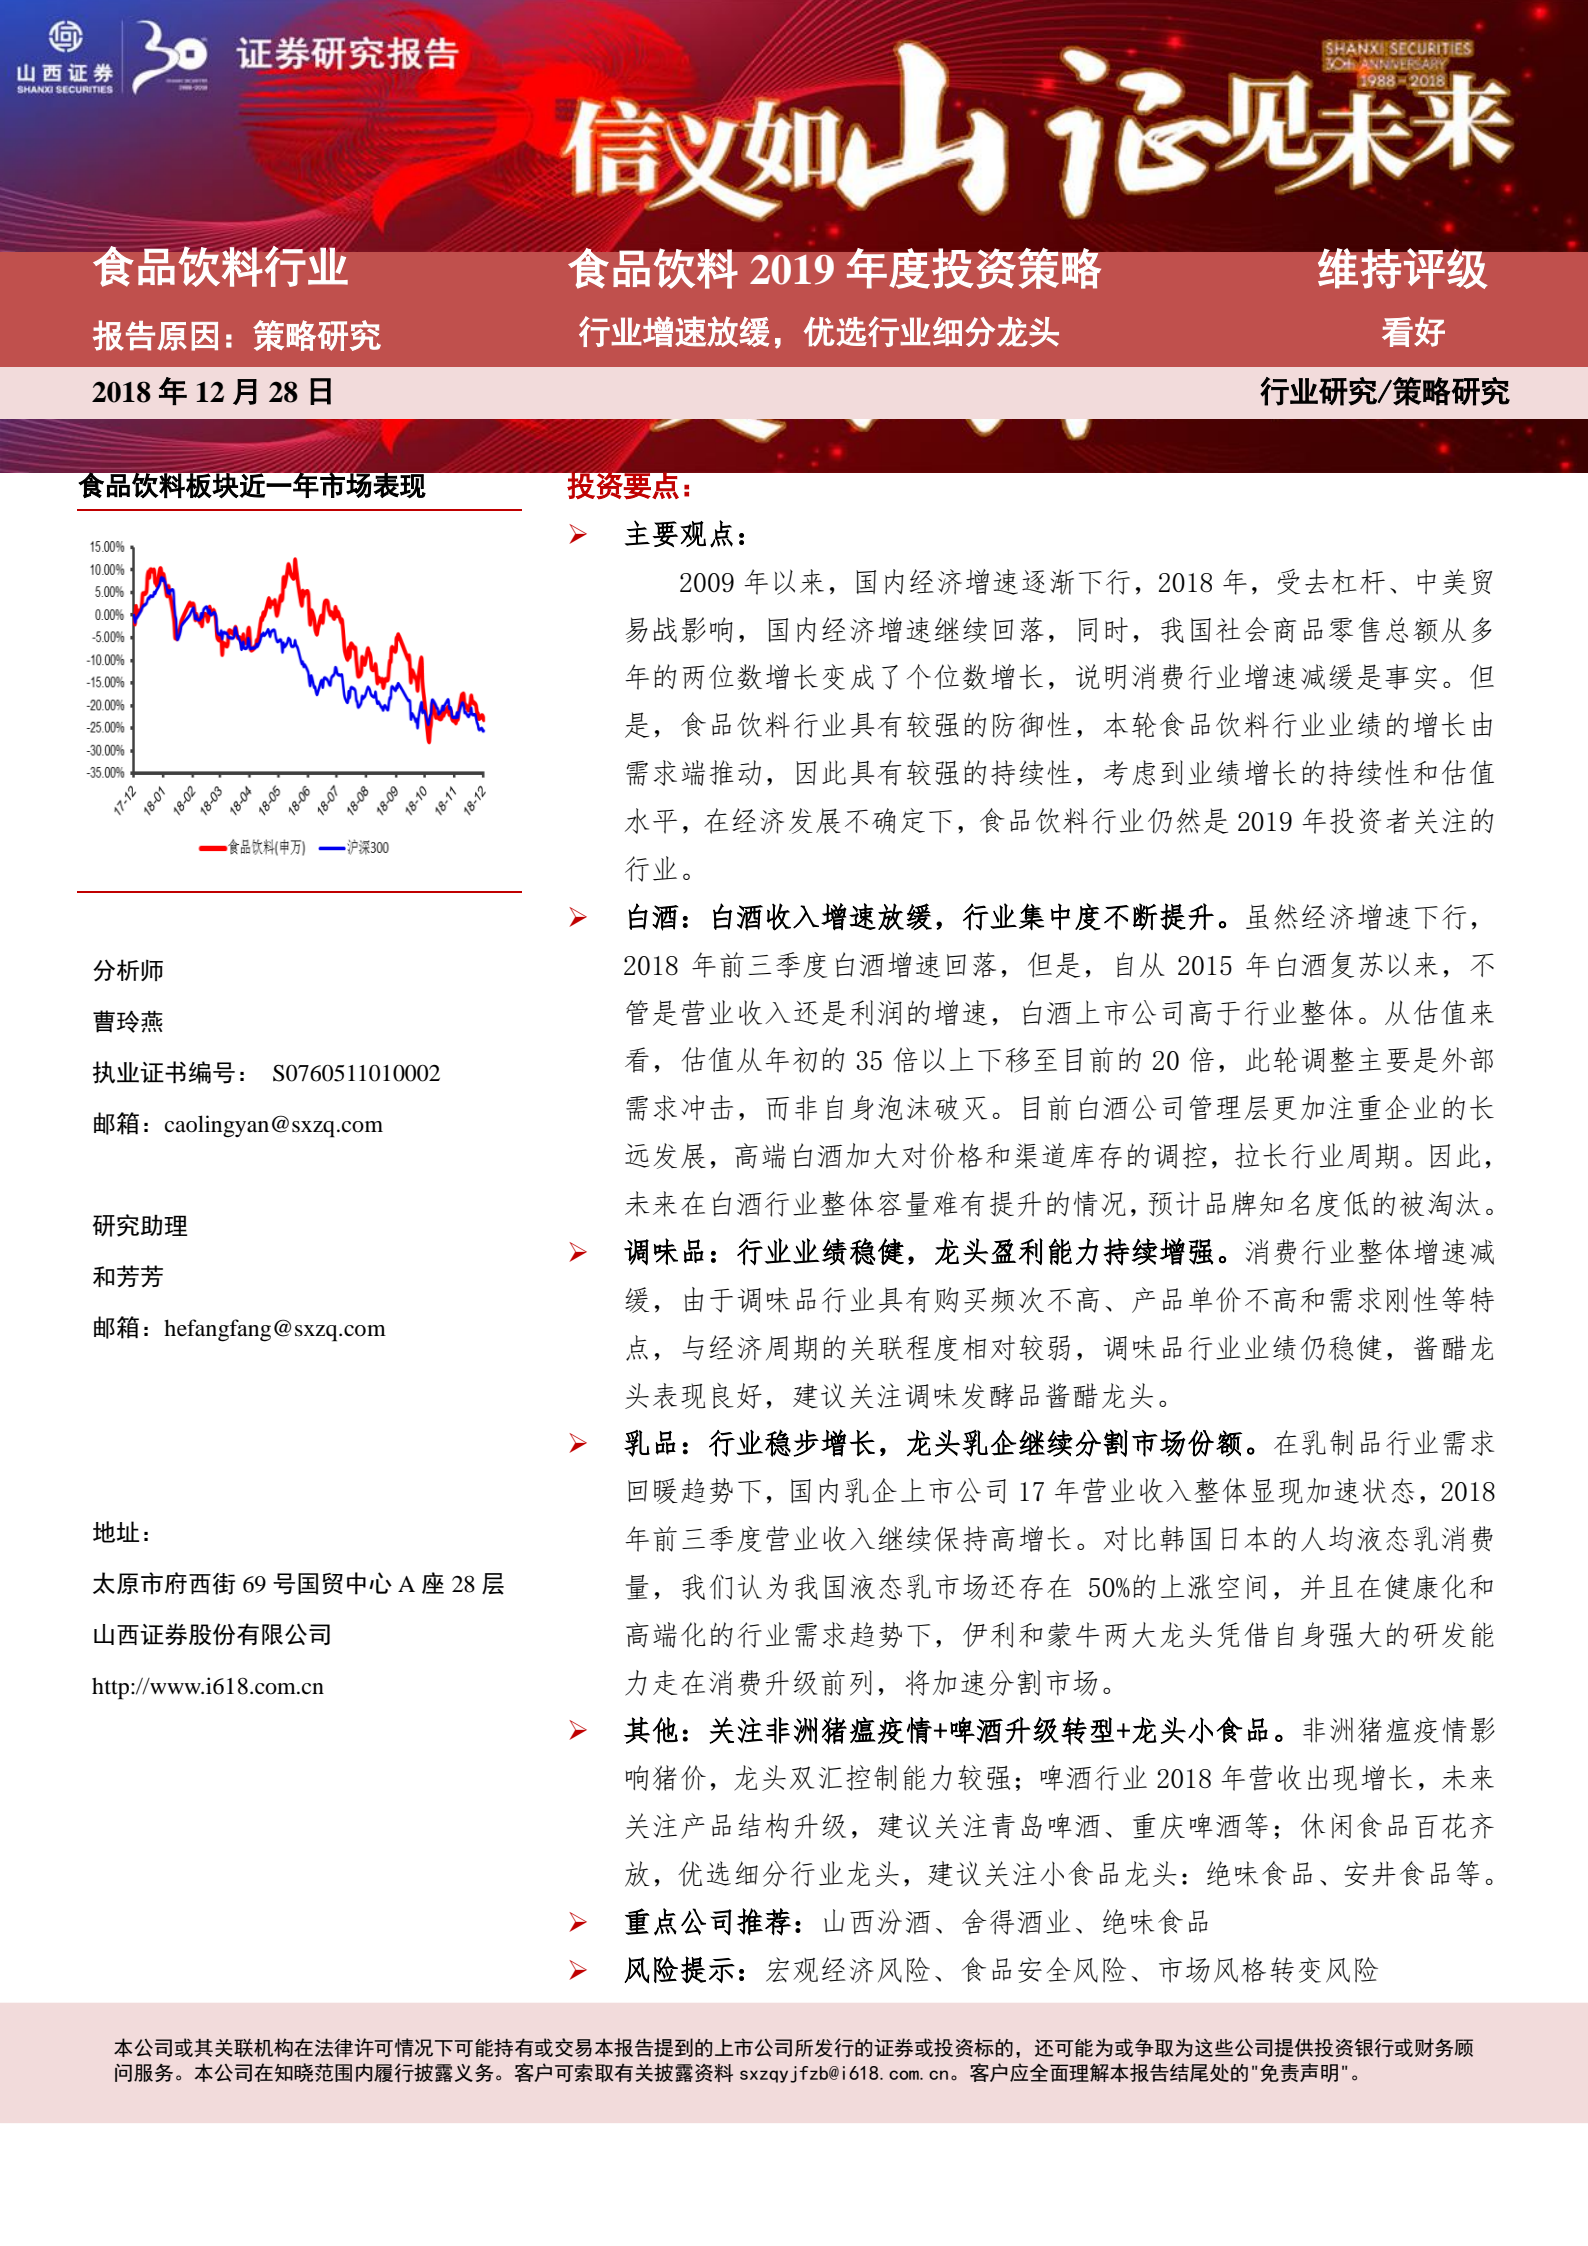 山西证券
SHANXI SECURITIES
证券研究报告
信义如山 证见未来
SHANXI SECURITIES
30th ANNIVERSARY
1988-2018
食品饮料行业
食品饮料 2019 年度投资策略
维持评级
报告原因：策略研究
行业增速放缓，优选行业细分龙头
看好
2018 年 12 月 28 日
行业研究/策略研究
食品饮料板块近一年市场表现
15.00%
10.00%
5.00%
0.00%
-5.00%
-10.00%
-15.00%
-20.00%
-25.00%
-30.00%
-35.00%
17-12 18-01 18-02 18-03 18-04 18-05 18-06 18-07 18-08 18-09 18-10 18-11 18-12
食品饮料(申万) 沪深300
分析师
曹玲燕
执业证书编号： S0760511010002
邮箱：caolingyan@sxzq.com
研究助理
和芳芳
邮箱：hefangfang@sxzq.com
地址：
太原市府西街 69 号国贸中心 A 座 28 层
山西证券股份有限公司
http://www.i618.com.cn
投资要点：
主要观点：
2009 年以来，国内经济增速逐渐下行，2018 年，受去杠杆、中美贸
易战影响，国内经济增速继续回落，同时，我国社会商品零售总额从多
年的两位数增长变成了个位数增长，说明消费行业增速减缓是事实。但
是，食品饮料行业具有较强的防御性，本轮食品饮料行业业绩的增长由
需求端推动，因此具有较强的持续性，考虑到业绩增长的持续性和估值
水平，在经济发展不确定下，食品饮料行业仍然是 2019 年投资者关注的
行业。
白酒：白酒收入增速放缓，行业集中度不断提升。虽然经济增速下行，
2018 年前三季度白酒增速回落，但是，自从 2015 年白酒复苏以来，不
管是营业收入还是利润的增速，白酒上市公司高于行业整体。从估值来
看，估值从年初的 35 倍以上下移至目前的 20 倍，此轮调整主要是外部
需求冲击，而非自身泡沫破灭。目前白酒公司管理层更加注重企业的长
远发展，高端白酒加大对价格和渠道库存的调控，拉长行业周期。因此，
未来在白酒行业整体容量难有提升的情况，预计品牌知名度低的被淘汰。
调味品：行业业绩稳健，龙头盈利能力持续增强。消费行业整体增速减
缓，由于调味品行业具有购买频次不高、产品单价不高和需求刚性等特
点，与经济周期的关联程度相对较弱，调味品行业业绩仍稳健，酱醋龙
头表现良好，建议关注调味发酵品酱醋龙头。
乳品：行业稳步增长，龙头乳企继续分割市场份额。在乳制品行业需求
回暖趋势下，国内乳企上市公司 17 年营业收入整体显现加速状态，2018
年前三季度营业收入继续保持高增长。对比韩国日本的人均液态乳消费
量，我们认为我国液态乳市场还存在 50%的上涨空间，并且在健康化和
高端化的行业需求趋势下，伊利和蒙牛两大龙头凭借自身强大的研发能
力走在消费升级前列，将加速分割市场。
其他：关注非洲猪瘟疫情+啤酒升级转型+龙头小食品。非洲猪瘟疫情影
响猪价，龙头双汇控制能力较强；啤酒行业 2018 年营收出现增长，未来
关注产品结构升级，建议关注青岛啤酒、重庆啤酒等；休闲食品百花齐
放，优选细分行业龙头，建议关注小食品龙头：绝味食品、安井食品等。
重点公司推荐：山西汾酒、舍得酒业、绝味食品
风险提示：宏观经济风险、食品安全风险、市场风格转变风险
本公司或其关联机构在法律许可情况下可能持有或交易本报告提到的上市公司所发行的证券或投资标的，还可能为或争取为这些公司提供投资银行或财务顾
问服务。本公司在知晓范围内履行披露义务。客户可索取有关披露资料 sxzqyjfzb@i618.com.cn。客户应全面理解本报告结尾处的"免责声明"。